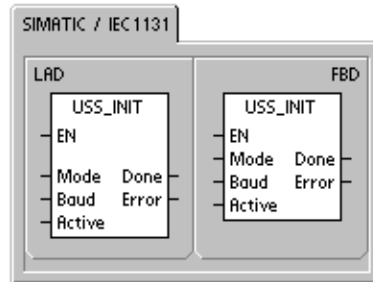 SIMATIC / IEC1131
LAD
FBD
USS_INIT
EN
Mode Done
Baud Error
Active
USS_INIT
EN
Mode Done
Baud Error
Active